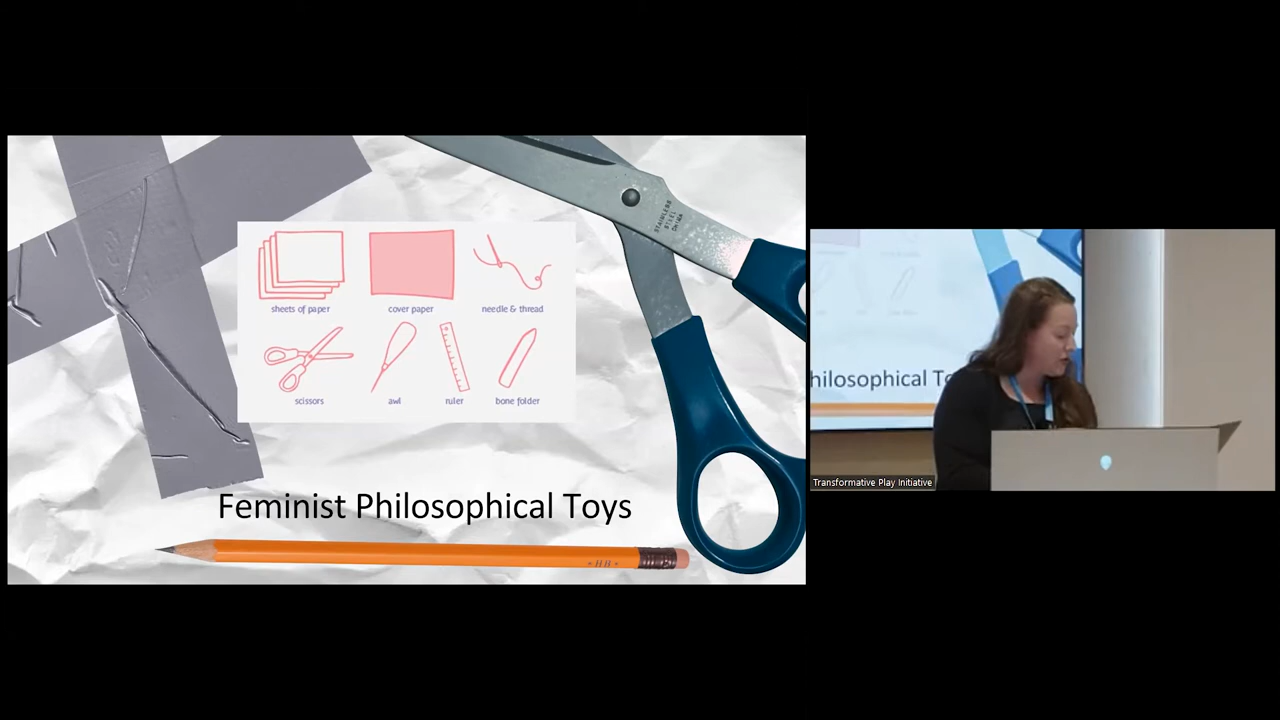 STAINLESS
STEEL
sheets of paper
cover paper
needle & thread
scissors
awl
ruler
bone folder
Feminist Philosophical Toys
HB
hilosophical To
Transformative Play Initiative